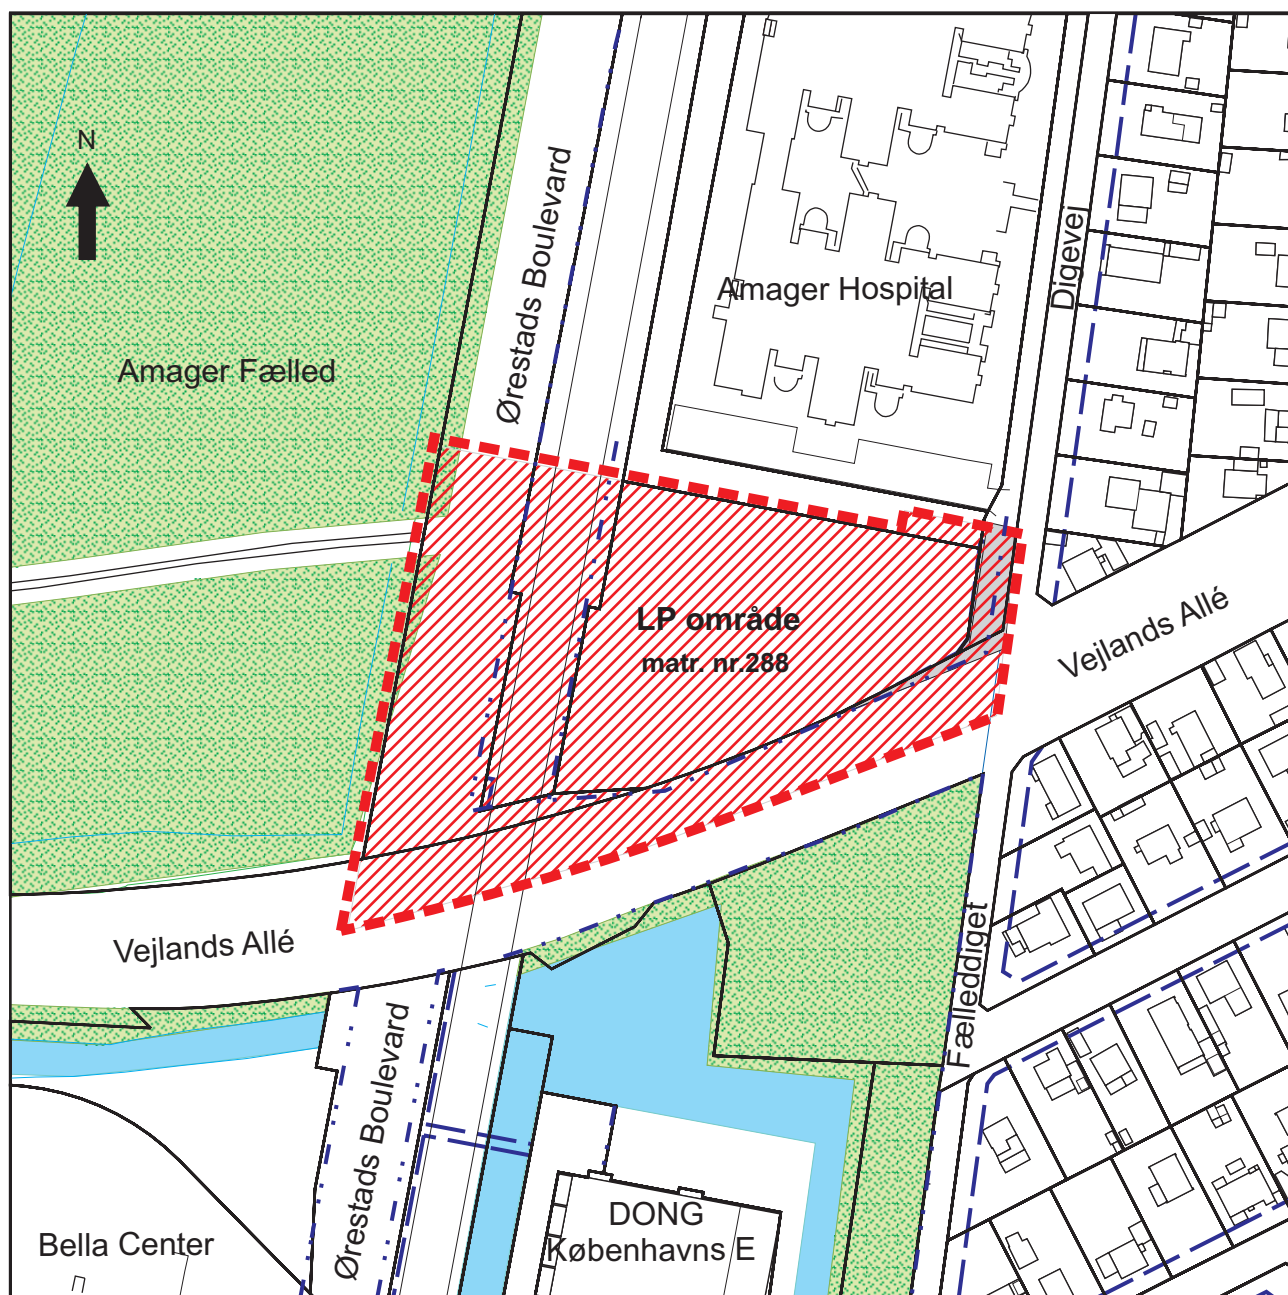 N
Ørestads Boulevard
Digevej
Amager Hospital
Amager Fælled
LP område
matr. nr.288
Vejlands Allé
Vejlands Allé
Fælleddiget
Ørestads Boulevard
DONG
Københavns E
Bella Center